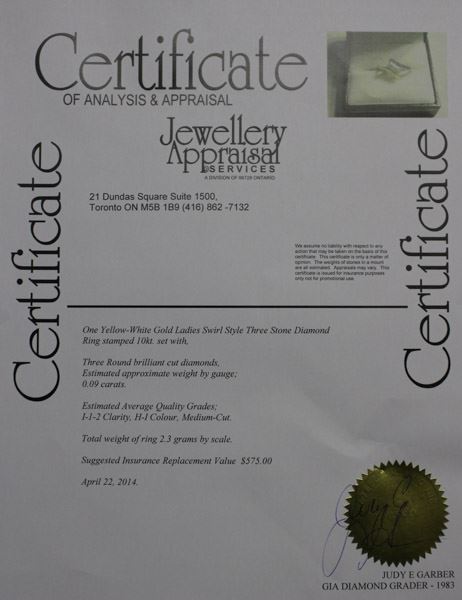 Certificate
OF ANALYSIS & APPRAISAL
Jewellery
Appraisal
SERVICES
A DIVISION OF 66729 ONTARIO
21 Dundas Square Suite 1500,
Toronto ON M5B 1B9 (416) 862 -7132
Certificate
Certificate
We assume no liability with respect to any
action that may be taken on the basis of this
certificate. This certificate is only a matter of
opinion. The weights of stones in a mount
are all estimated. Appraisals may vary. This
certificate is issued for insurance purposes
only not for promotional use.
One Yellow-White Gold Ladies Swirl Style Three Stone Diamond
Ring stamped 10kt. set with,
Three Round brilliant cut diamonds,
Estimated approximate weight by gauge;
0.09 carats.
Estimated Average Quality Grades;
I-1-2 Clarity, H-I Colour, Medium-Cut.
Total weight of ring 2.3 grams by scale.
Suggested Insurance Replacement Value $575.00
April 22, 2014.
JUDY E GARBER
GIA DIAMOND GRADER - 1983